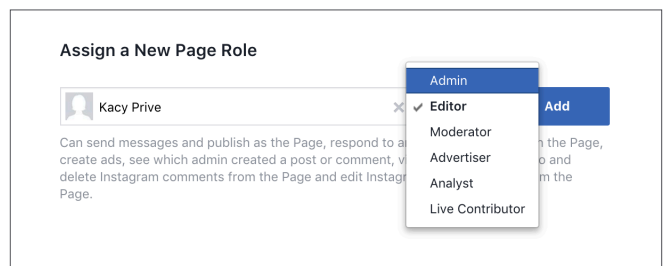 Assign a New Page Role
Kacy Prive
Admin
Editor
Moderator
Advertiser
Analyst
Live Contributor
Add
Can send messages and publish as the Page, respond to the Page,
create ads, see which admin created a post or comment, and
delete Instagram comments from the Page and edit the
Page.